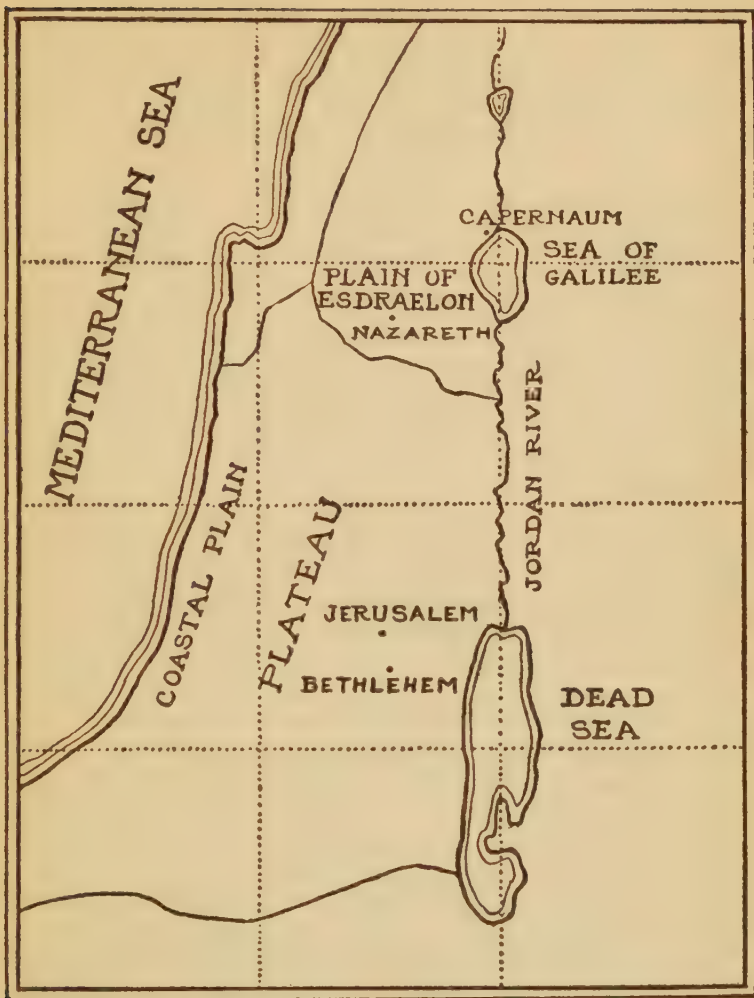 MEDITERRANEAN SEA
CAPERNAUM
SEA OF
GALILEE
PLAIN OF
ESDRAELON
NAZARETH
JORDAN RIVER
COASTAL PLAIN
PLATEAU
JERUSALEM
BETHLEHEM
DEAD
SEA